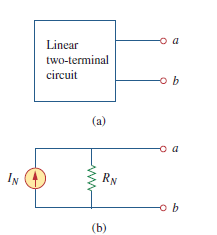 Linear
two-terminal
circuit
a
b
(a)
I_N
R_N
a
b
(b)